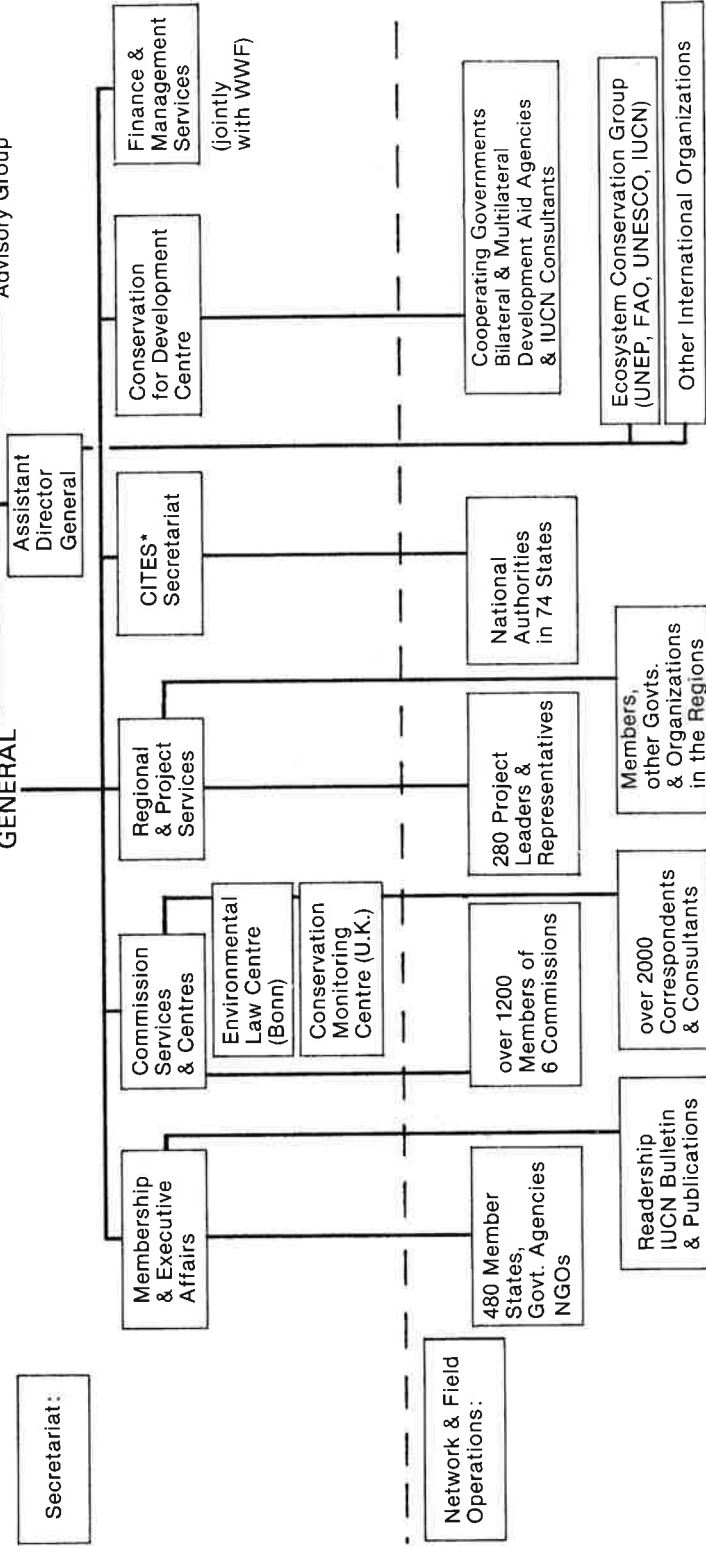 Advisory Group
GENERAL
Assistant
Director
General
Secretariat:
Membership
& Executive
Affairs
Commission
Services
& Centres
Environmental
Law Centre
(Bonn)
Conservation
Monitoring
Centre (U.K.)
Regional
& Project
Services
CITES*
Secretariat
Conservation
for Development
Centre
Finance &
Management
Services
(jointly
with WWF)
Network & Field
Operations:
480 Member
States,
Govt. Agencies
NGOs
over 1200
Members of
6 Commissions
280 Project
Leaders &
Representatives
National
Authorities
in 74 States
Cooperating Governments
Bilateral & Multilateral
Development Aid Agencies
& IUCN Consultants
Readership
IUCN Bulletin
& Publications
over 2000
Correspondents
& Consultants
Members,
other Govts.
& Organizations
in the Regions
Ecosystem Conservation Group
(UNEP, FAO, UNESCO, IUCN)
Other International Organizations